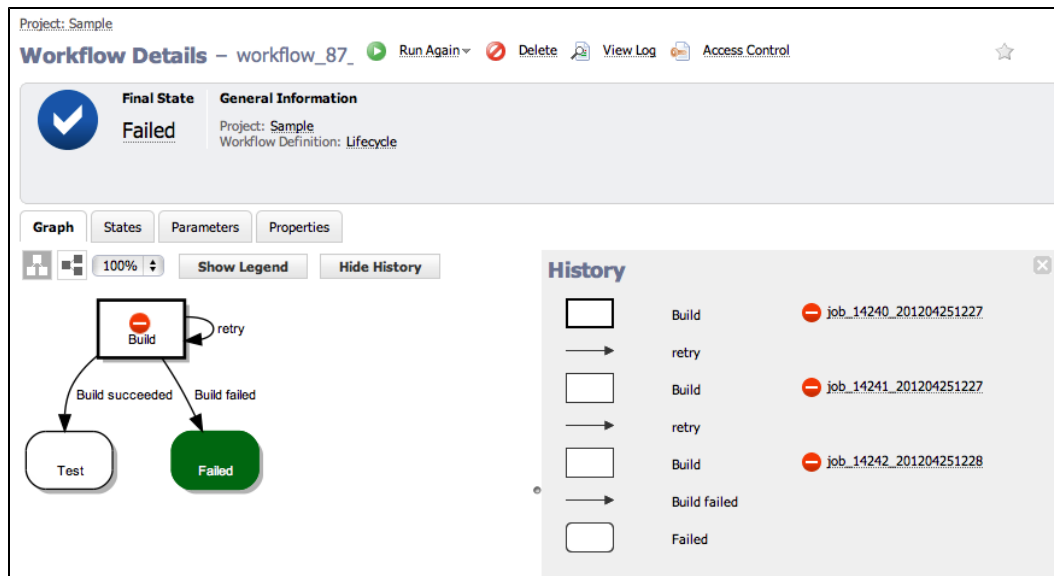 Project: Sample
Workflow Details – workflow_87_ Run Again Delete View Log Access Control
Final State General Information
Failed Project: Sample
Workflow Definition: Lifecycle
Graph States Parameters Properties
100% Show Legend Hide History
Build
retry
Build succeeded Build failed
Test Failed
History
Build job_14240_201204251227
retry
Build job_14241_201204251227
retry
Build job_14242_201204251228
Build failed
Failed